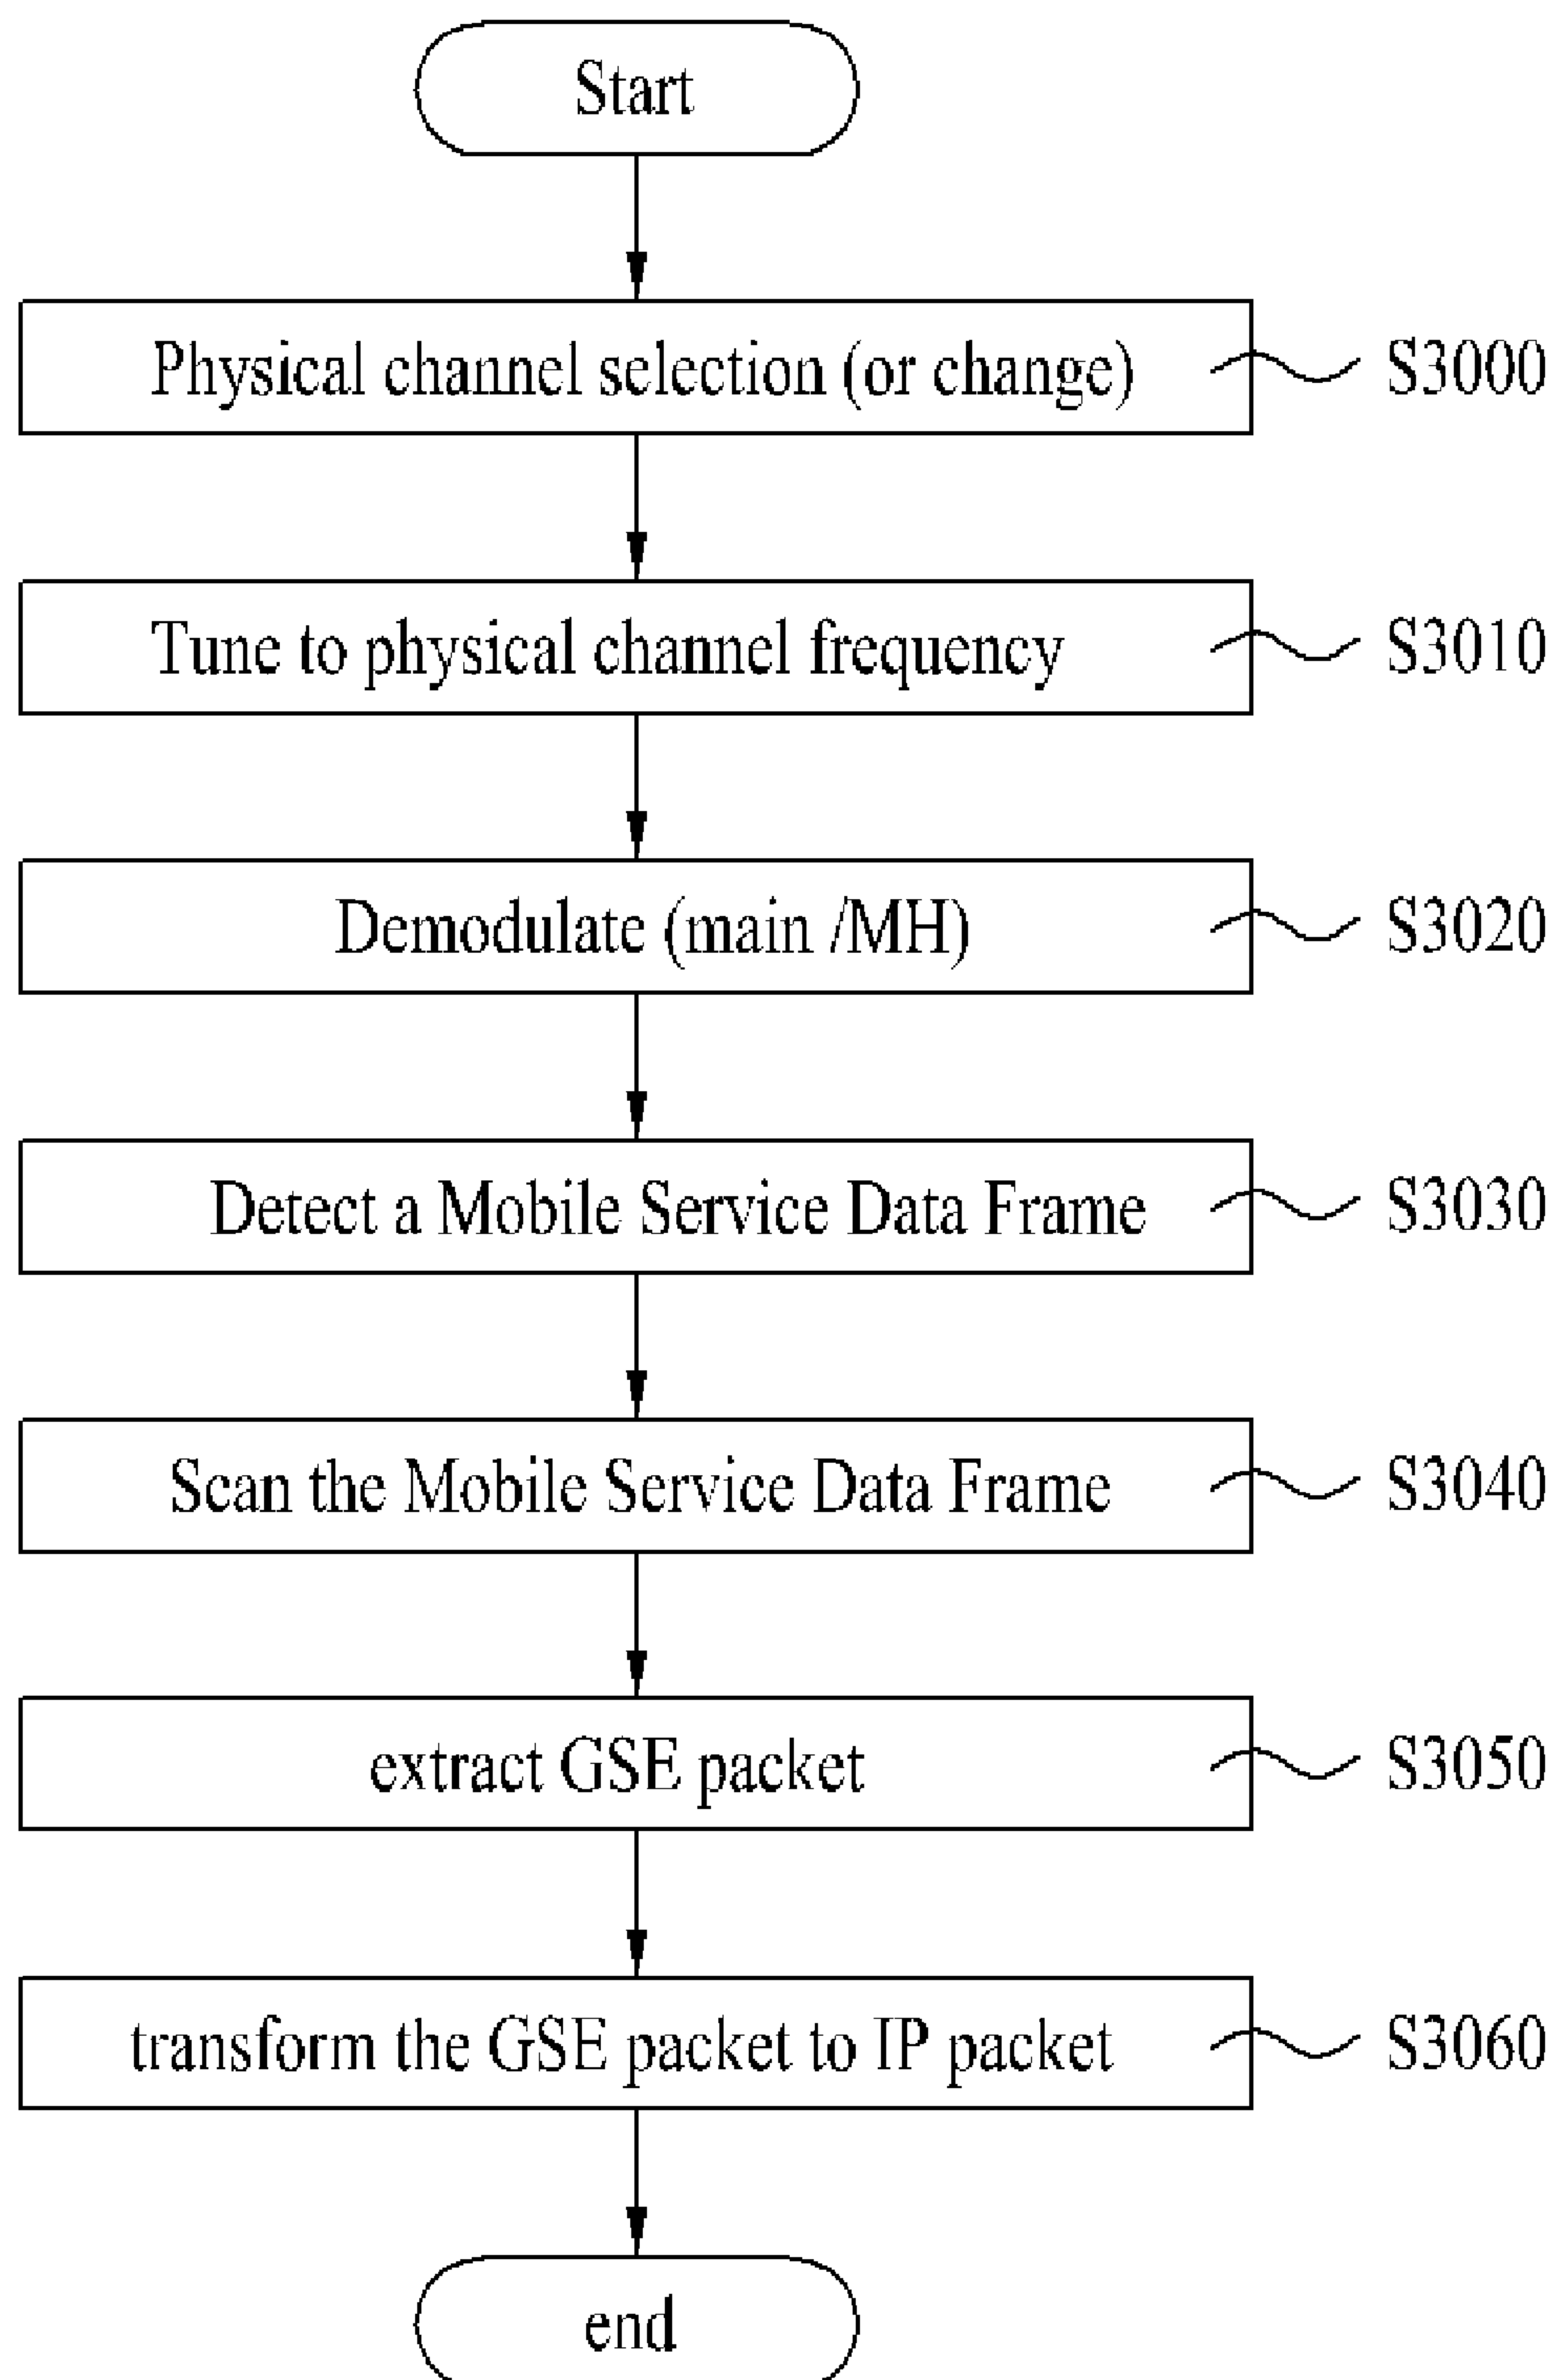 Start
Physical channel selection (or change) S3000
Tune to physical channel frequency S3010
Demodulate (main /MH) S3020
Detect a Mobile Service Data Frame S3030
Scan the Mobile Service Data Frame S3040
extract GSE packet S3050
transform the GSE packet to IP packet S3060
end